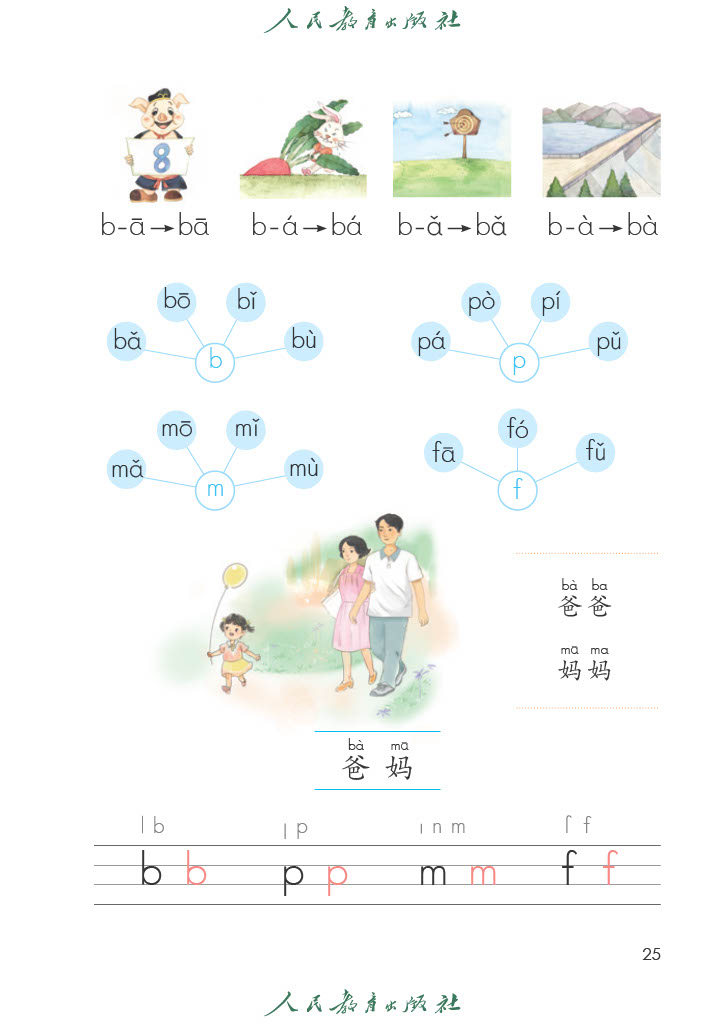 人民教育出版社
8
b-ā→bā b-á→bá b-ǎ→bǎ b-à→bà
bǎ bō bǐ bù b
pá pò pí pǔ p
mǎ mō mǐ mù m
fā fó fǔ f
bà ba
爸爸
mā ma
妈妈
bà mā
爸妈
l b ı p ı n m ſ f
b b p p m m f f
25
人民教育出版社